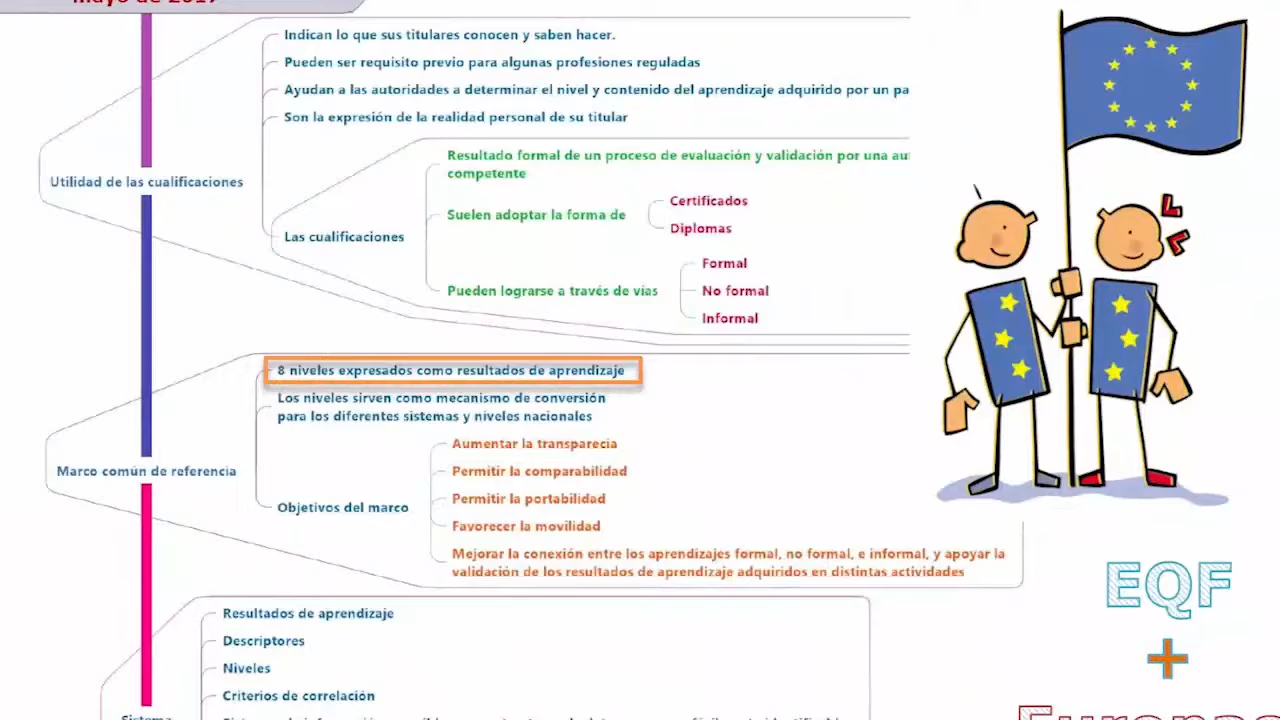 mayo de 2017
Indican lo que sus titulares conocen y saben hacer.
Pueden ser requisito previo para algunas profesiones reguladas
Ayudan a las autoridades a determinar el nivel y contenido del aprendizaje adquirido por un
Son la expresión de la realidad personal de su titular
Utilidad de las cualificaciones
Resultado formal de un proceso de evaluación y validación por una
competente
Suelen adoptar la forma de
Certificados
Diplomas
Las cualificaciones
Pueden lograrse a través de vías
Formal
No formal
Informal
8 niveles expresados como resultados de aprendizaje
Los niveles sirven como mecanismo de conversión
para los diferentes sistemas y niveles nacionales
Marco común de referencia
Objetivos del marco
Aumentar la transparecia
Permitir la comparabilidad
Permitir la portabilidad
Favorecer la movilidad
Mejorar la conexión entre los aprendizajes formal, no formal, e informal, y apoyar la
validación de los resultados de aprendizaje adquiridos en distintas actividades
EQF
+
Resultados de aprendizaje
Descriptores
Niveles
Criterios de correlación
Sistema